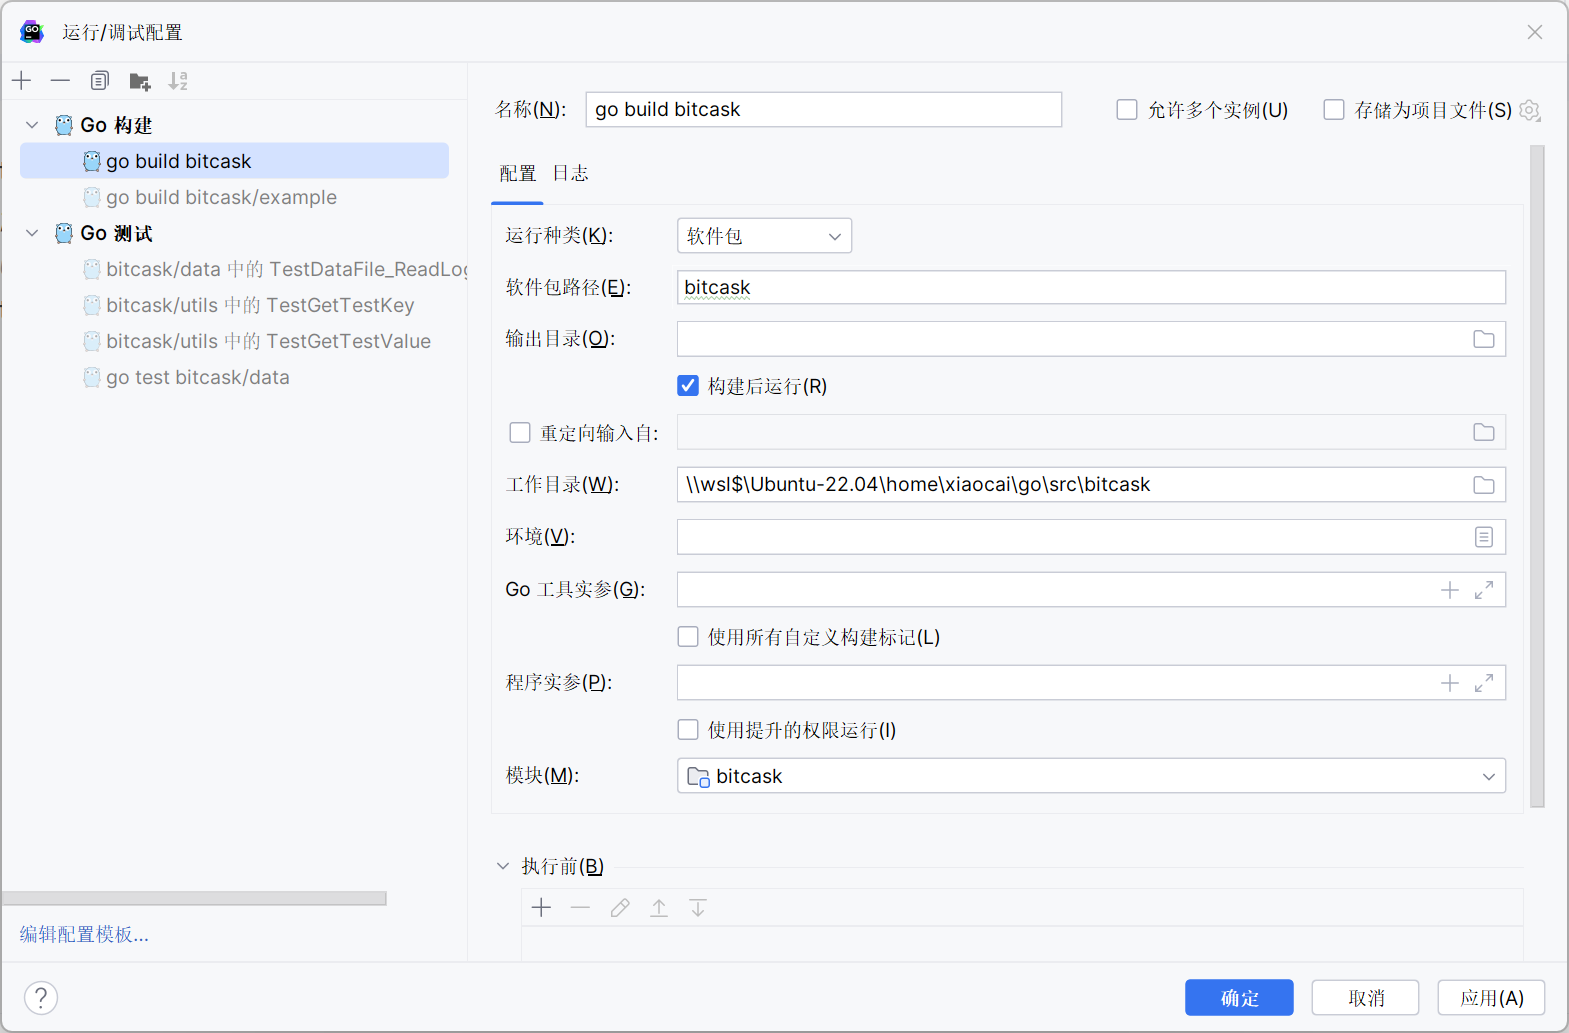 运行/调试配置
Go 构建
go build bitcask
go build bitcask/example
Go 测试
bitcask/data 中的 TestDataFile_ReadLog
bitcask/utils 中的 TestGetTestKey
bitcask/utils 中的 TestGetTestValue
go test bitcask/data
编辑配置模板...
名称(N): go build bitcask 允许多个实例(U) 存储为项目文件(S)
配置 日志
运行种类(K): 软件包
软件包路径(E): bitcask
输出目录(O):
构建后运行(R)
重定向输入自:
工作目录(W): \\wsl$\Ubuntu-22.04\home\xiaocai\go\src\bitcask
环境(V):
Go 工具实参(G):
使用所有自定义构建标记(L)
程序实参(P):
使用提升的权限运行(I)
模块(M): bitcask
执行前(B)
? 确定 取消 应用(A)